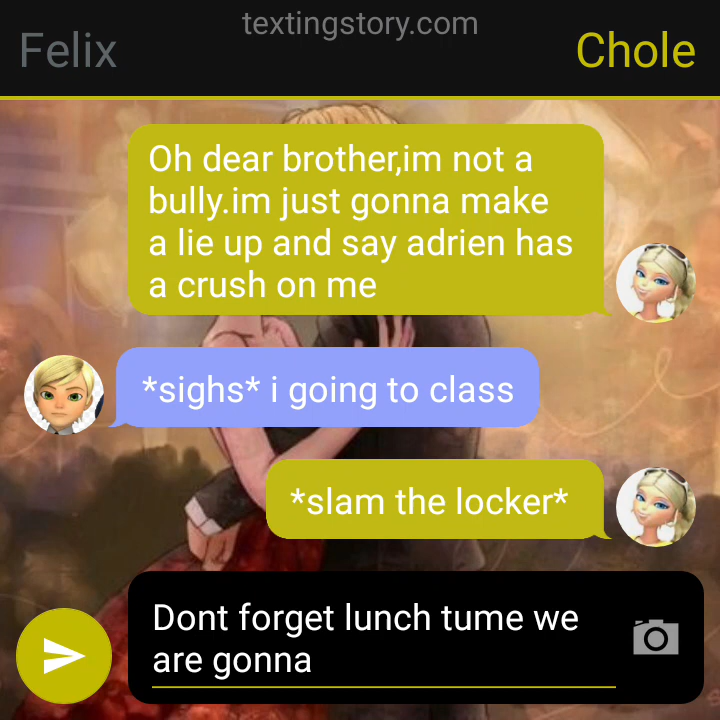 textingstory.com
Felix
Chole
Oh dear brother,im not a
bully.im just gonna make
a lie up and say adrien has
a crush on me
*sighs* i going to class
*slam the locker*
Dont forget lunch tume we
are gonna